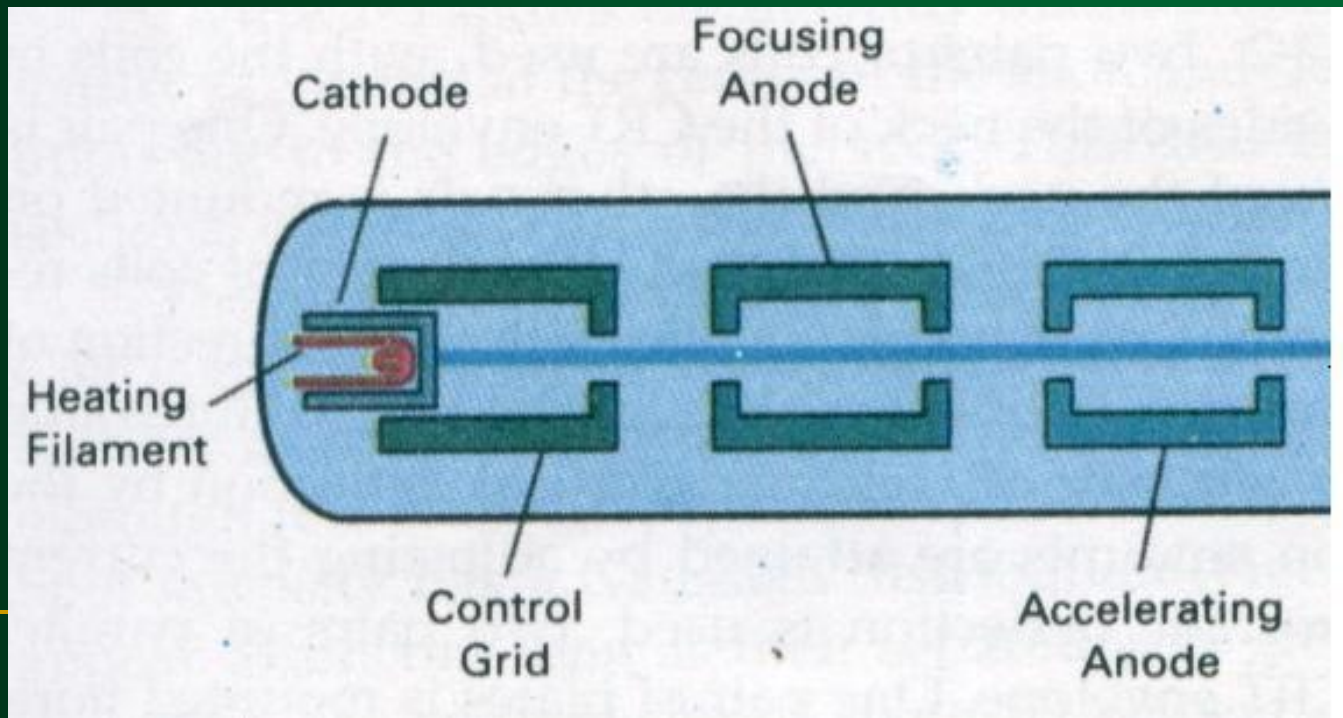 Focusing
Anode
Cathode
Heating
Filament
Control
Grid
Accelerating
Anode